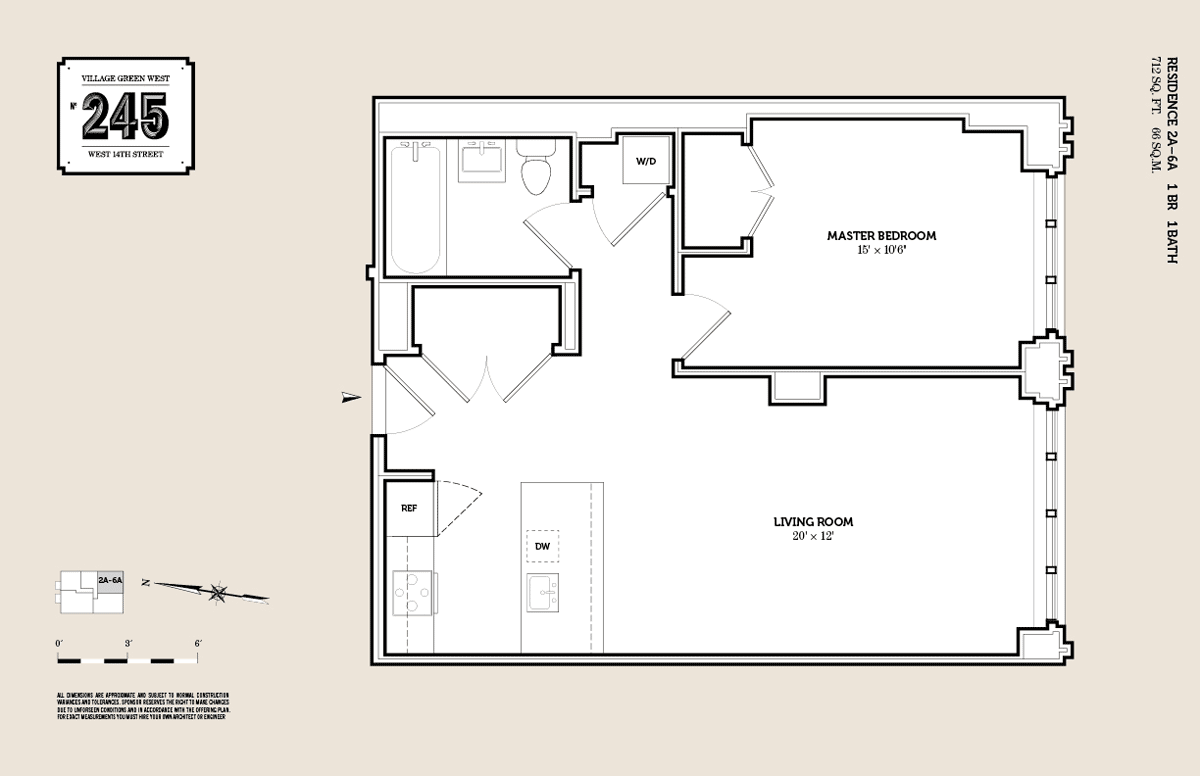 VILLAGE GREEN WEST
Nº 245
WEST 14TH STREET
RESIDENCE 2A-6A 1 BR 1 BATH
712 SQ. FT. 66 SQ.M.
W/D
MASTER BEDROOM
15' × 10'6"
REF
DW
LIVING ROOM
20' × 12'
2A-6A
N
0' 3' 6'
ALL DIMENSIONS ARE APPROXIMATE AND SUBJECT TO NORMAL CONSTRUCTION
VARIANCES AND TOLERANCES. SPONSOR RESERVES THE RIGHT TO MAKE CHANGES
DUE TO UNFORSEEN CONDITIONS AND IN ACCORDANCE WITH THE OFFERING PLAN.
FOR EXACT MEASUREMENTS YOU MUST HIRE YOUR OWN ARCHITECT OR ENGINEER